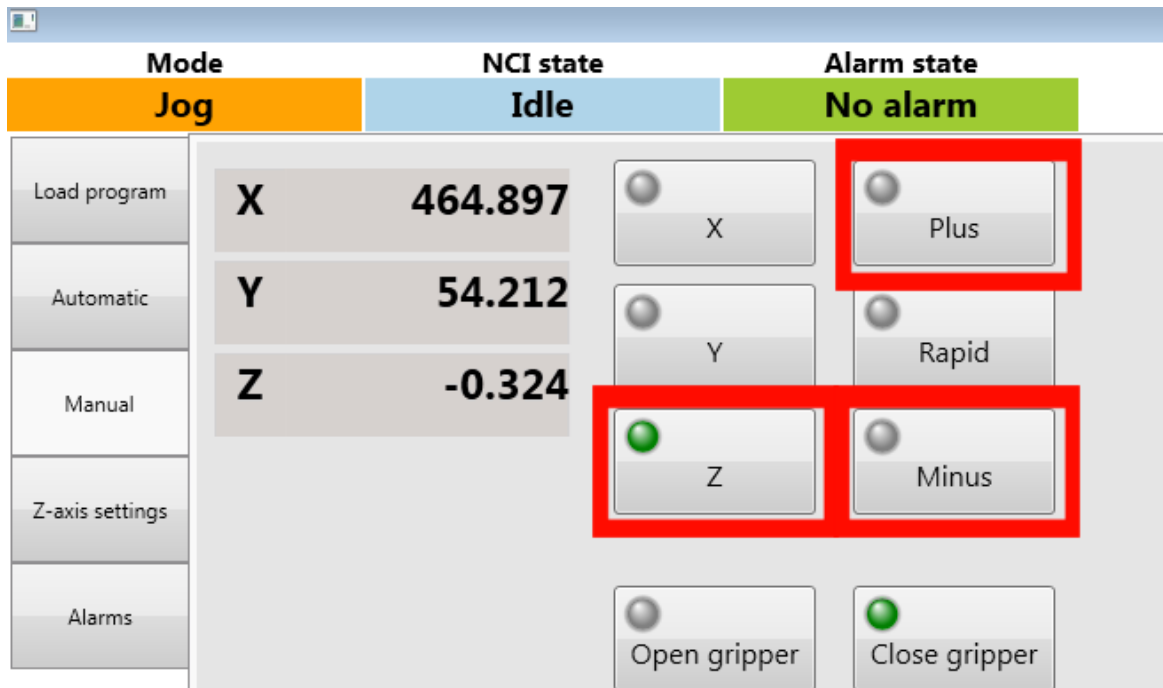 Mode NCI state Alarm state
Jog Idle No alarm
Load program
Automatic
Manual
Z-axis settings
Alarms
X 464.897
Y 54.212
Z -0.324
X Plus
Y Rapid
Z Minus
Open gripper Close gripper